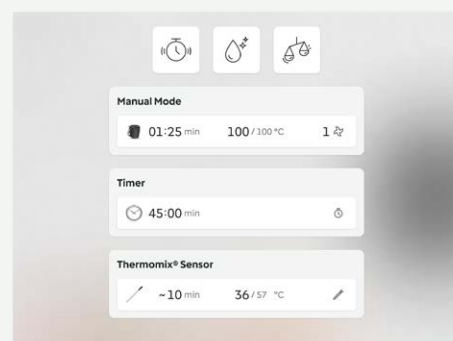 Manual Mode
01:25 min 100 / 100 °C 1
Timer
45:00 min
Thermomix® Sensor
~10 min 36 / 57 °C